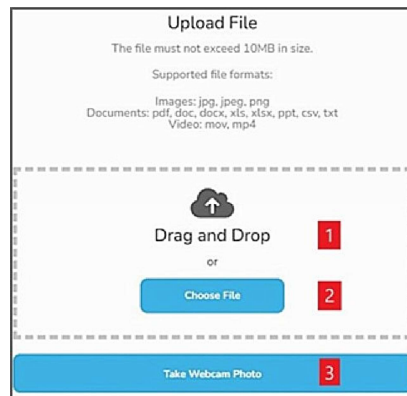 Upload File
The file must not exceed 10MB in size.
Supported file formats:
Images: jpg, jpeg, png
Documents: pdf, doc, docx, xls, xlsx, ppt, csv, txt
Video: mov, mp4
Drag and Drop
1
or
Choose File
2
Take Webcam Photo
3